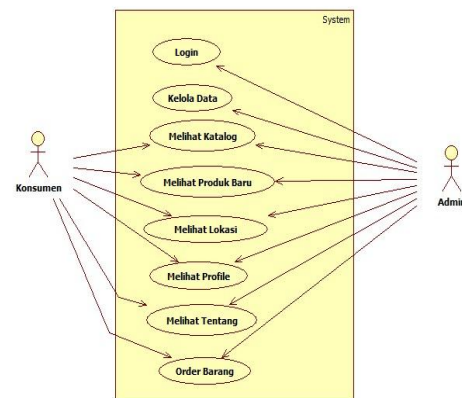 System
Login
Kelola Data
Melihat Katalog
Konsumen
Melihat Produk Baru
Admin
Melihat Lokasi
Melihat Profile
Melihat Tentang
Order Barang